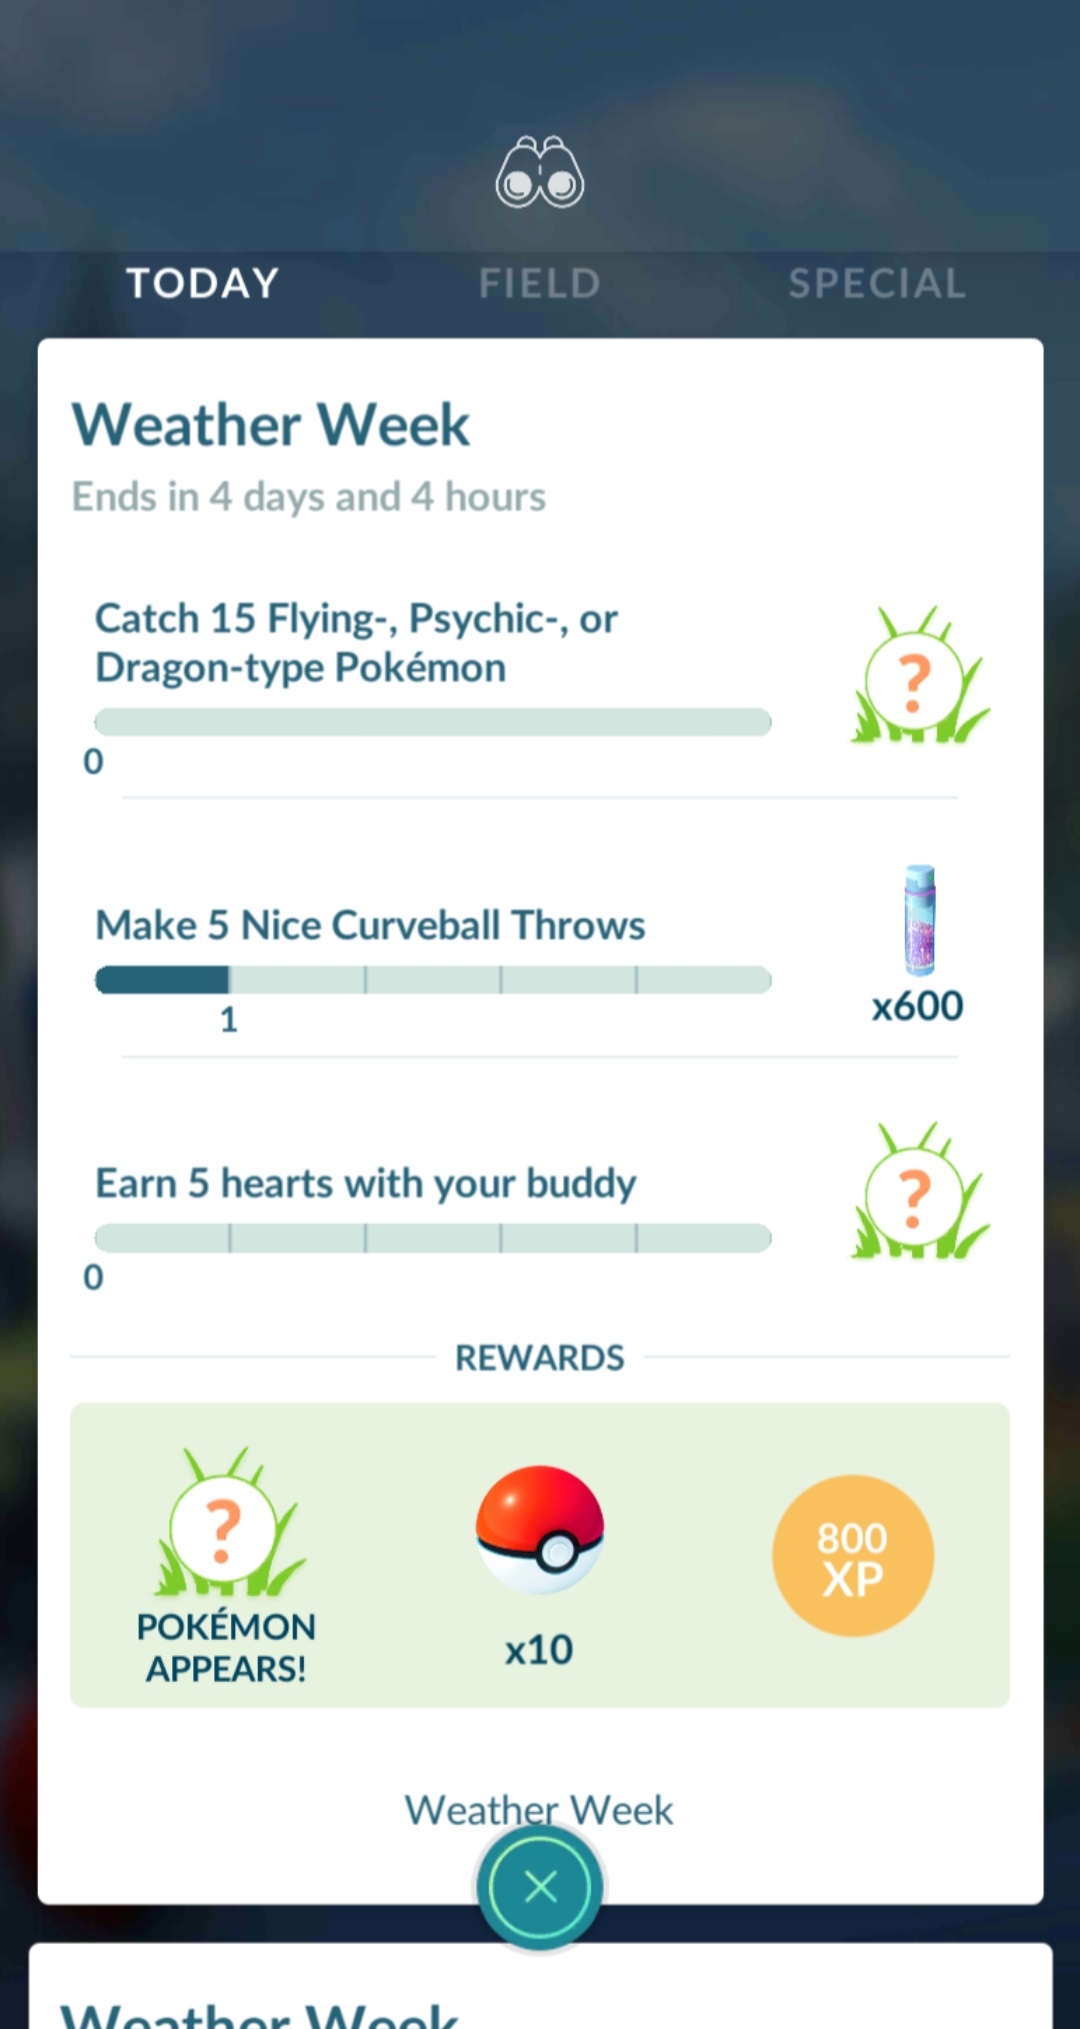 TODAY
FIELD
SPECIAL
Weather Week
Ends in 4 days and 4 hours
Catch 15 Flying-, Psychic-, or
Dragon-type Pokémon
?
0
Make 5 Nice Curveball Throws
x600
1
Earn 5 hearts with your buddy
?
0
REWARDS
?
POKÉMON
APPEARS!
x10
800
XP
Weather Week
Weather Week